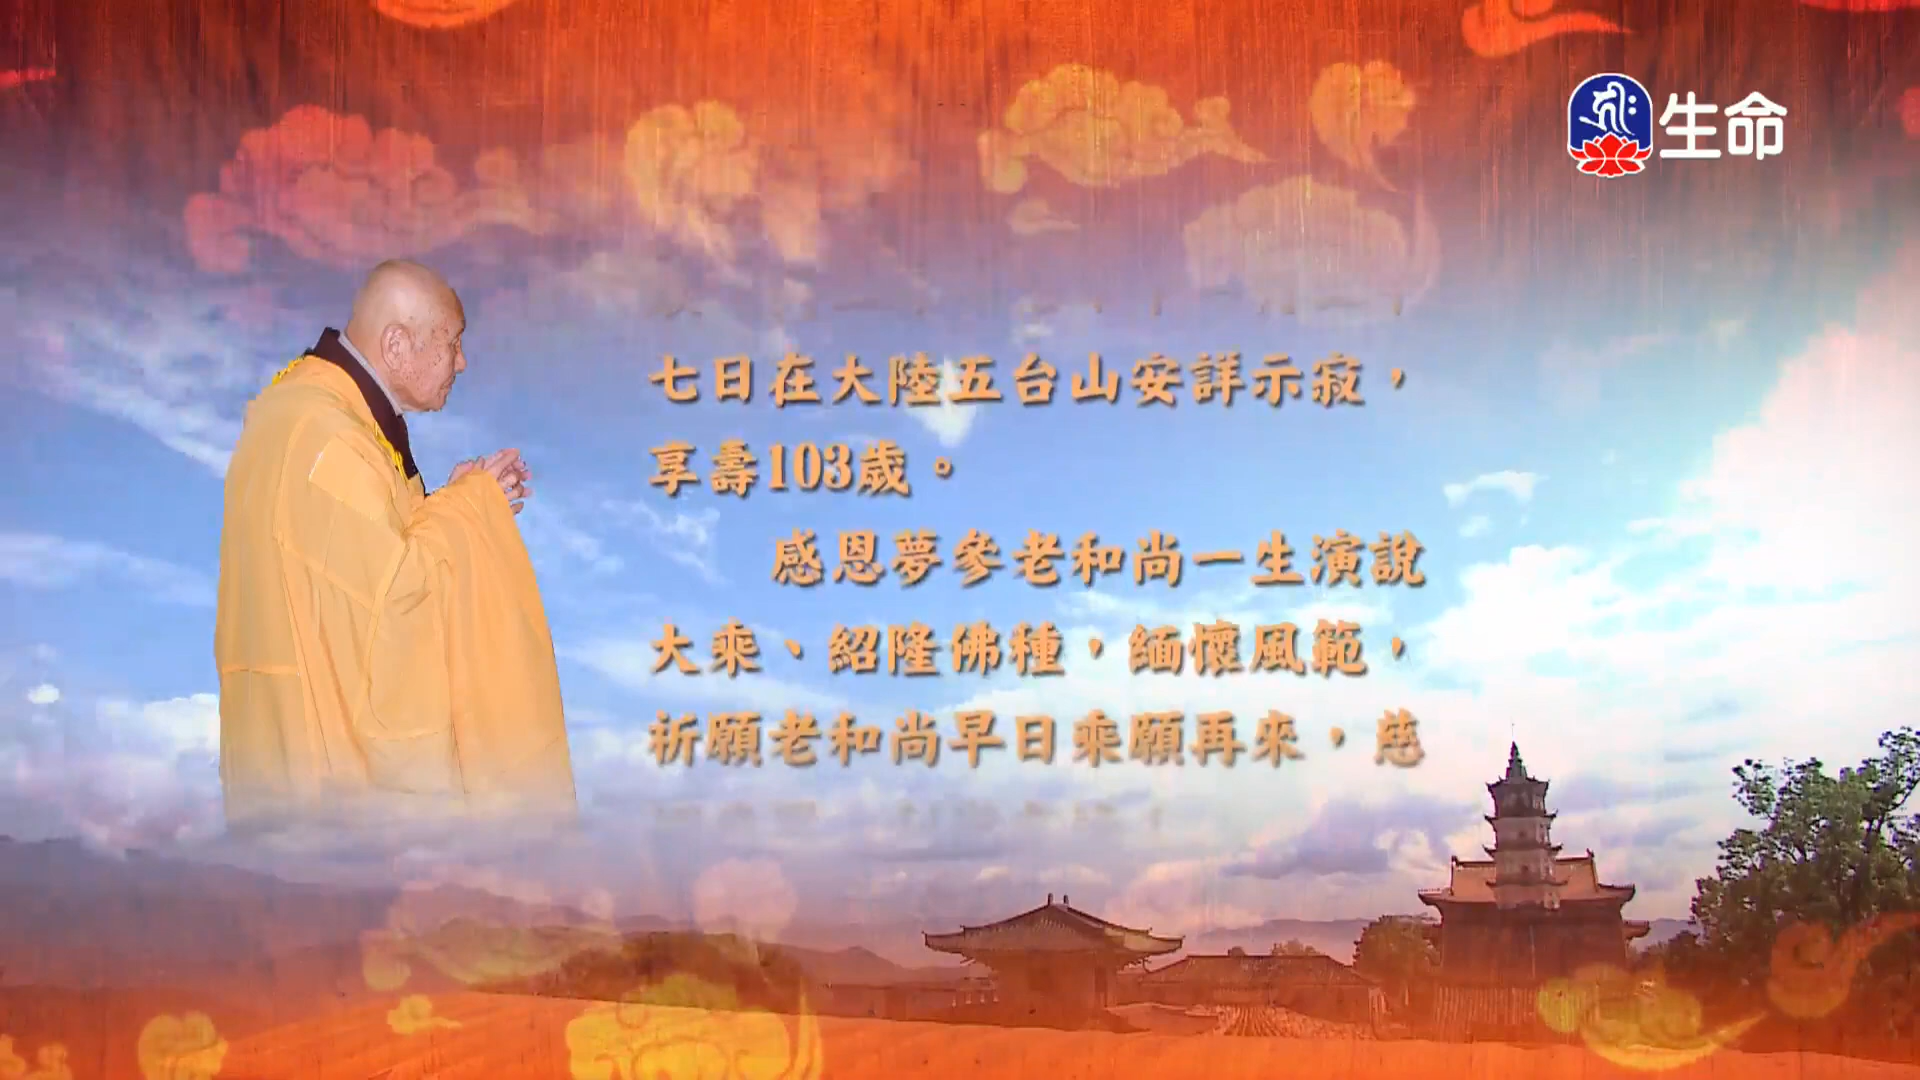 生命
七日在大陸五台山安詳示寂，
享壽103歲。
感恩夢參老和尚一生演說
大乘、紹隆佛種，緬懷風範，
祈願老和尚早日乘願再來，慈